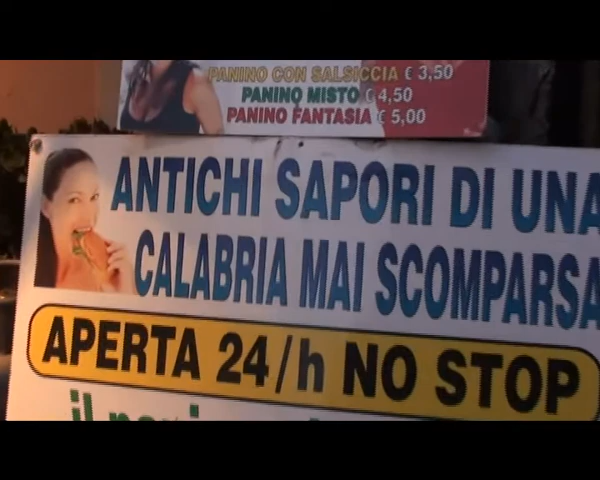 PANINO CON SALSICCIA € 3,50
PANINO MISTO € 4,50
PANINO FANTASIA € 5,00
ANTICHI SAPORI DI UNA
CALABRIA MAI SCOMPARSA
APERTA 24/h NO STOP
il